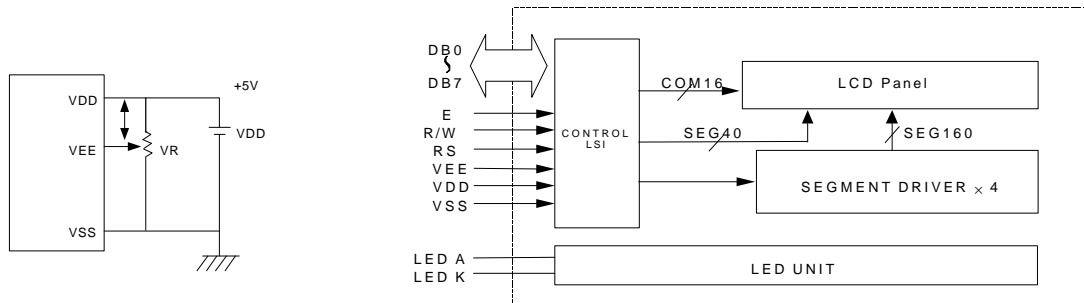 VDD
VEE
VSS
VR
+5V
VDD
DB0
DB7
E
R/W
RS
VEE
VDD
VSS
LED A
LED K
CONTROL
LSI
COM16
SEG40
LCD Panel
SEG160
SEGMENT DRIVER × 4
LED UNIT